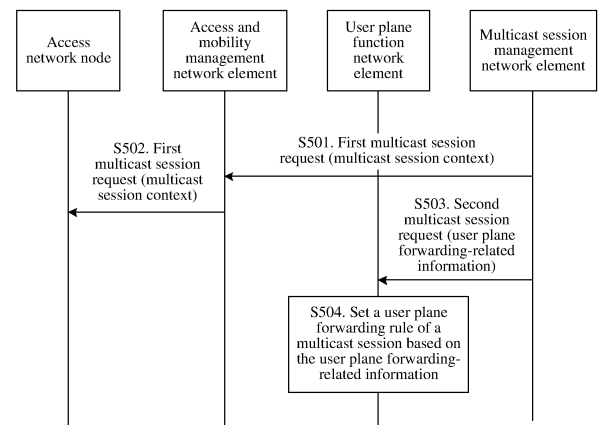 Access
network node
Access and
mobility
management
network element
User plane
function
network
element
Multicast session
management
network element
S502. First
multicast session
request (multicast
session context)
S501. First multicast session
request (multicast session context)
S503. Second
multicast session
request (user plane
forwarding-related
information)
S504. Set a user plane
forwarding rule of a
multicast session based on
the user plane forwarding-
related information